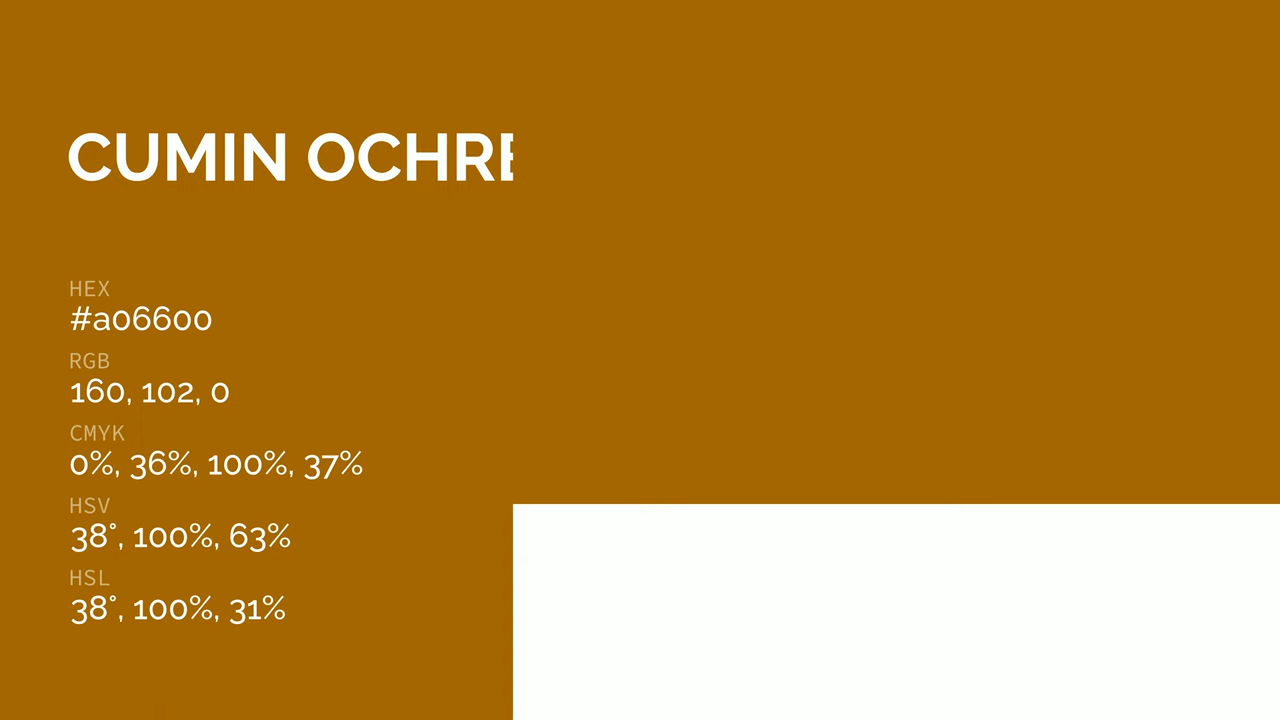 CUMIN OCHRE
HEX
#a06600
RGB
160, 102, 0
CMYK
0%, 36%, 100%, 37%
HSV
38°, 100%, 63%
HSL
38°, 100%, 31%